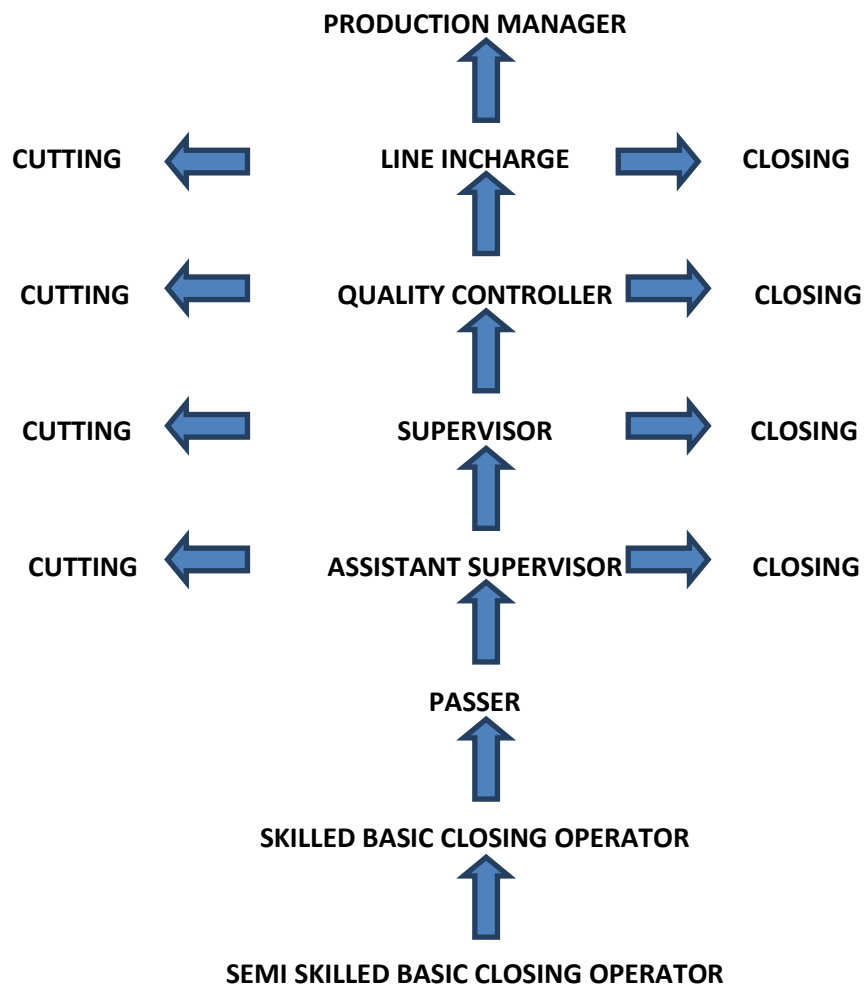 PRODUCTION MANAGER
CUTTING LINE INCHARGE CLOSING
CUTTING QUALITY CONTROLLER CLOSING
CUTTING SUPERVISOR CLOSING
CUTTING ASSISTANT SUPERVISOR CLOSING
PASSER
SKILLED BASIC CLOSING OPERATOR
SEMI SKILLED BASIC CLOSING OPERATOR